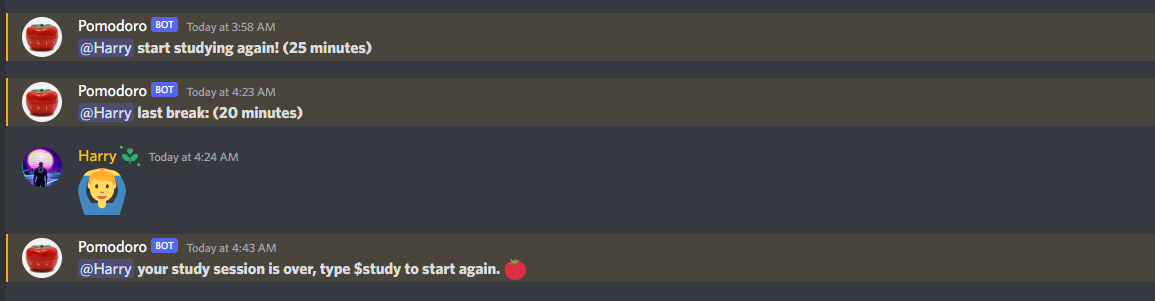 Pomodoro BOT Today at 3:58 AM
@Harry start studying again! (25 minutes)
Pomodoro BOT Today at 4:23 AM
@Harry last break: (20 minutes)
Harry Today at 4:24 AM
Pomodoro BOT Today at 4:43 AM
@Harry your study session is over, type $study to start again.